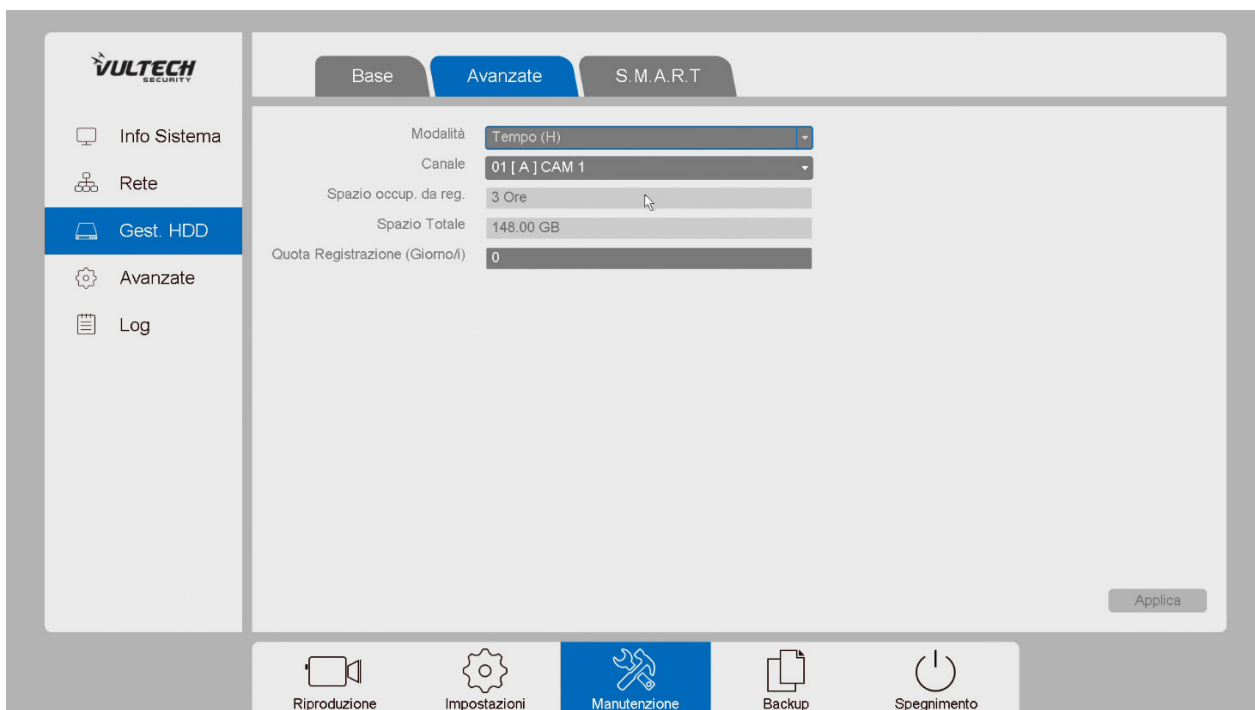 VULTECH
SECURITY
Base
Avanzate
S.M.A.R.T
Info Sistema
Rete
Gest. HDD
Avanzate
Log
Modalità
Tempo (H)
Canale
01 [ A ] CAM 1
Spazio occup. da reg.
3 Ore
Spazio Totale
148.00 GB
Quota Registrazione (Giorno/i)
0
Applica
Riproduzione
Impostazioni
Manutenzione
Backup
Spegnimento